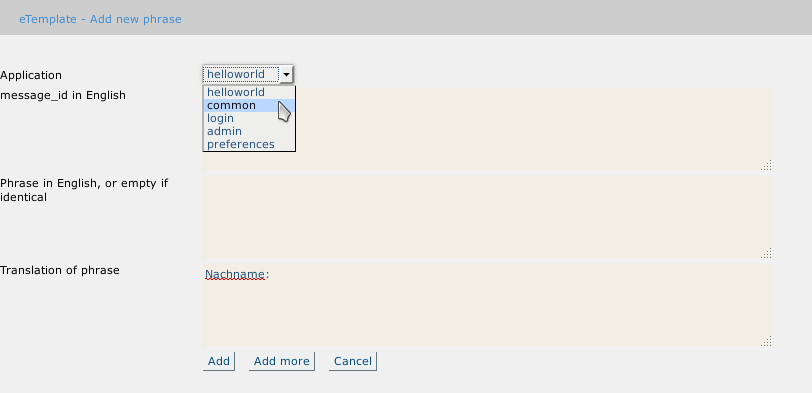 eTemplate - Add new phrase
Application
helloworld
helloworld
common
login
admin
preferences
message_id in English
Phrase in English, or empty if
identical
Translation of phrase
Nachname:
Add
Add more
Cancel